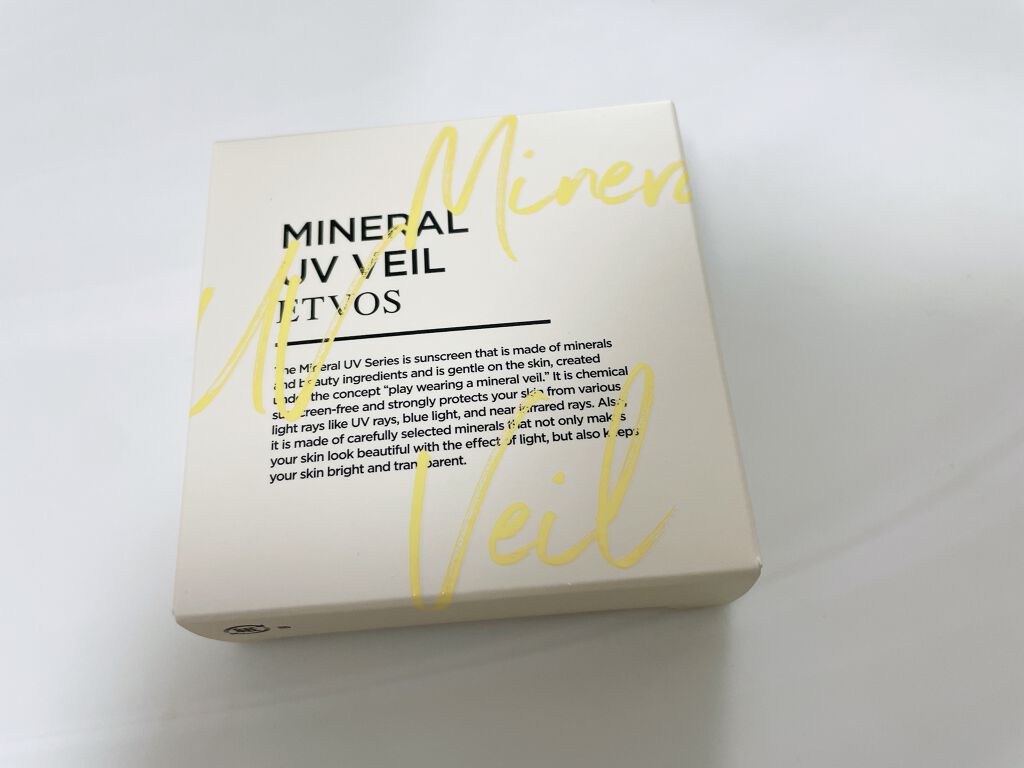 Mineral
UV
Veil
MINERAL
UV VEIL
ETVOS
The Mineral UV Series is sunscreen that is made of minerals
and beauty ingredients and is gentle on the skin, created
under the concept “play wearing a mineral veil.” It is chemical
sunscreen-free and strongly protects your skin from various
light rays like UV rays, blue light, and near infrared rays. Also,
it is made of carefully selected minerals that not only makes
your skin look beautiful with the effect of light, but also keeps
your skin bright and transparent.